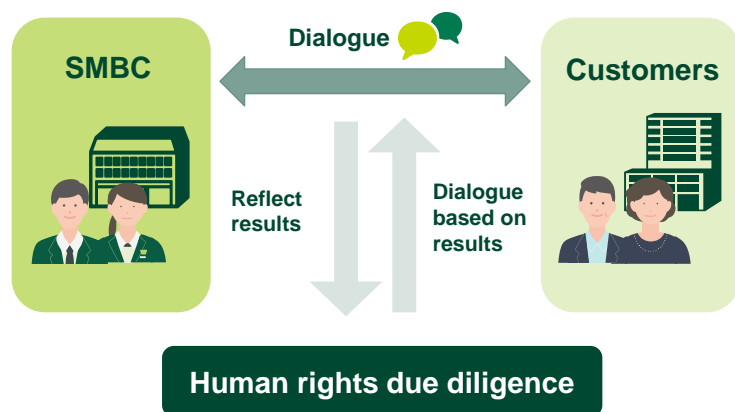 Dialogue
SMBC
Customers
Reflect
results
Dialogue
based on
results
Human rights due diligence